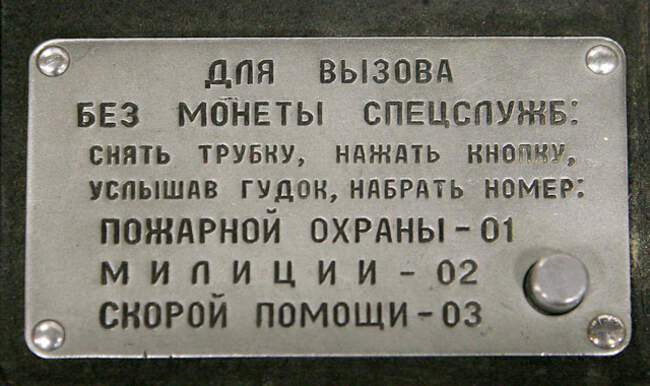 ДЛЯ ВЫЗОВА
БЕЗ МОНЕТЫ СПЕЦСЛУЖБ:
СНЯТЬ ТРУБКУ, НАЖАТЬ КНОПКУ,
УСЛЫШАВ ГУДОК, НАБРАТЬ НОМЕР:
ПОЖАРНОЙ ОХРАНЫ - 01
МИЛИЦИИ - 02
СКОРОЙ ПОМОЩИ - 03